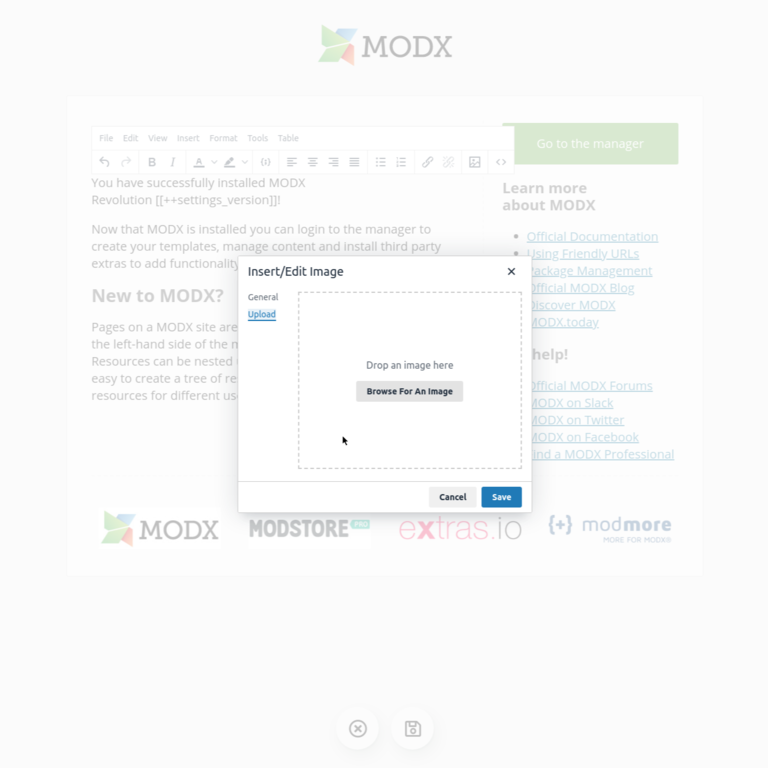 MODX
File Edit View Insert Format Tools Table
Go to the manager
You have successfully installed MODX
Revolution [[++settings_version]]!
Now that MODX is installed you can login to the manager to
create your templates, manage content and install third party
extras to add functionality
New to MODX?
Pages on a MODX site are
the left-hand side of the m
Resources can be nested
easy to create a tree of re
resources for different us
Learn more
about MODX
Official Documentation
Using Friendly URLs
Package Management
Official MODX Blog
Discover MODX
MODX.today
help!
Official MODX Forums
MODX on Slack
MODX on Twitter
MODX on Facebook
Find a MODX Professional
Insert/Edit Image
General
Upload
Drop an image here
Browse For An Image
Cancel
Save
MODX
MODSTORE PRO
extras.io
{+} modmore
MORE FOR MODX®